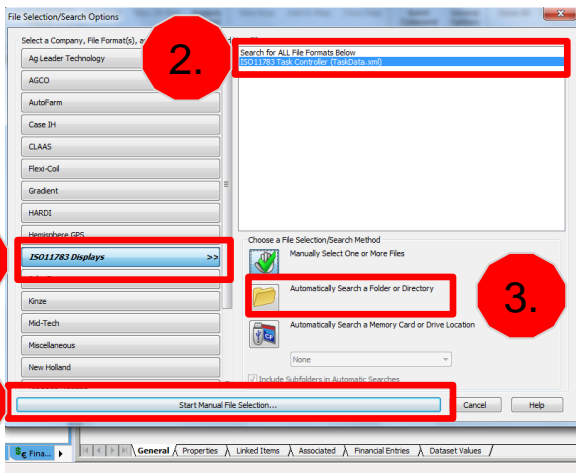 File Selection/Search Options
Select a Company, File Format(s), a
2.
Search for ALL File Formats Below
ISO11783 Task Controller (TaskData.xml)
Ag Leader Technology
AGCO
AutoFarm
Case IH
CLAAS
Flexi-Coil
Gradient
HARDI
Hemisphere GPS
ISO11783 Displays >>
Kinze
Mid-Tech
Miscellaneous
New Holland
Choose a File Selection/Search Method
Manually Select One or More Files
Automatically Search a Folder or Directory
3.
Automatically Search a Memory Card or Drive Location
None
Include Subfolders in Automatic Searches
Start Manual File Selection...
Cancel
Help
Fina...
General
Properties
Linked Items
Associated
Financial Entries
Dataset Values